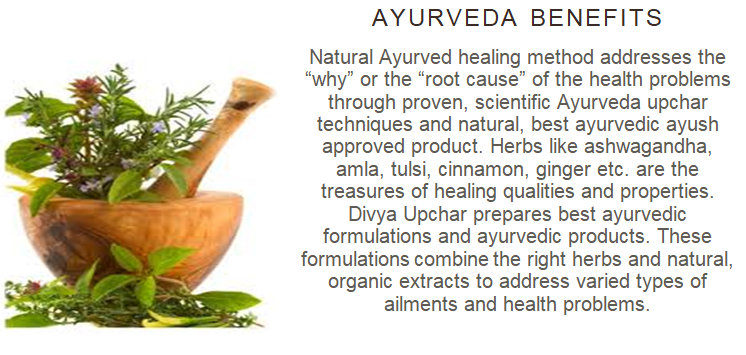 AYURVEDA BENEFITS
Natural Ayurved healing method addresses the
“why” or the “root cause” of the health problems
through proven, scientific Ayurveda upchar
techniques and natural, best ayurvedic ayush
approved product. Herbs like ashwagandha,
amla, tulsi, cinnamon, ginger etc. are the
treasures of healing qualities and properties.
Divya Upchar prepares best ayurvedic
formulations and ayurvedic products. These
formulations combine the right herbs and natural,
organic extracts to address varied types of
ailments and health problems.